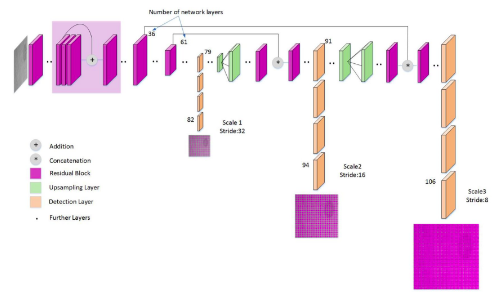 Number of network layers
36
61
79
91
82
Scale 1
Stride:32
94
Scale2
Stride:16
106
Scale3
Stride:8
+ Addition
* Concatenation
Residual Block
Upsampling Layer
Detection Layer
Further Layers